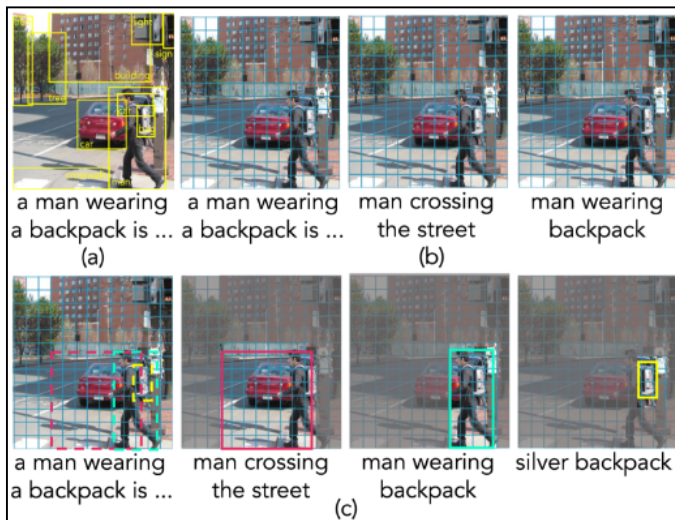 light
sign
building
tree
car
a man wearing
a backpack is ...
(a)
a man wearing
a backpack is ...
man crossing
the street
(b)
man wearing
backpack
a man wearing
a backpack is ...
man crossing
the street
man wearing
backpack
silver backpack
(c)